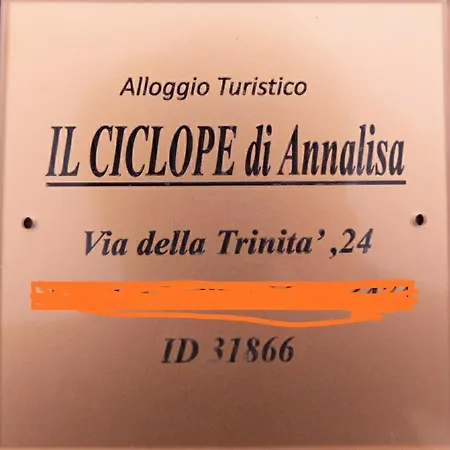 Alloggio Turistico
IL CICLOPE di Annalisa
Via della Trinita' ,24
ID 31866